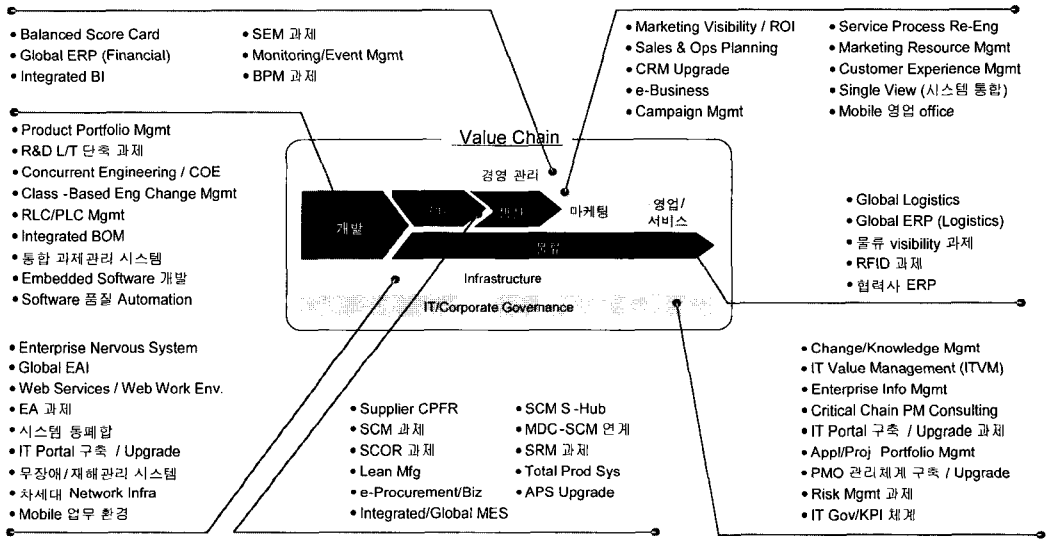 • Balanced Score Card
• Global ERP (Financial)
• Integrated BI
• SEM 과제
• Monitoring/Event Mgmt
• BPM 과제
• Marketing Visibility / ROI
• Sales & Ops Planning
• CRM Upgrade
• e-Business
• Campaign Mgmt
• Service Process Re-Eng
• Marketing Resource Mgmt
• Customer Experience Mgmt
• Single View (시스템 통합)
• Mobile 영업 office
• Product Portfolio Mgmt
• R&D L/T 단축 과제
• Concurrent Engineering / COE
• Class -Based Eng Change Mgmt
• RLC/PLC Mgmt
• Integrated BOM
• 통합 과제관리 시스템
• Embedded Software 개발
• Software 품질 Automation
Value Chain
경영 관리
개발
마케팅
영업/
서비스
물류
Infrastructure
IT/Corporate Governance
• Global Logistics
• Global ERP (Logistics)
• 물류 visibility 과제
• RFID 과제
• 협력사 ERP
• Enterprise Nervous System
• Global EAI
• Web Services / Web Work Env.
• EA 과제
• 시스템 통폐합
• IT Portal 구축 / Upgrade
• 무장애/재해관리 시스템
• 차세대 Network Infra
• Mobile 업무 환경
• Supplier CPFR
• SCM 과제
• SCOR 과제
• Lean Mfg
• e-Procurement/Biz
• Integrated/Global MES
• SCM S -Hub
• MDC -SCM 연계
• SRM 과제
• Total Prod Sys
• APS Upgrade
• Change/Knowledge Mgmt
• IT Value Management (ITVM)
• Enterprise Info Mgmt
• Critical Chain PM Consulting
• IT Portal 구축 / Upgrade 과제
• Appl/Proj Portfolio Mgmt
• PMO 관리체계 구축 / Upgrade
• Risk Mgmt 과제
• IT Gov/KPI 체계